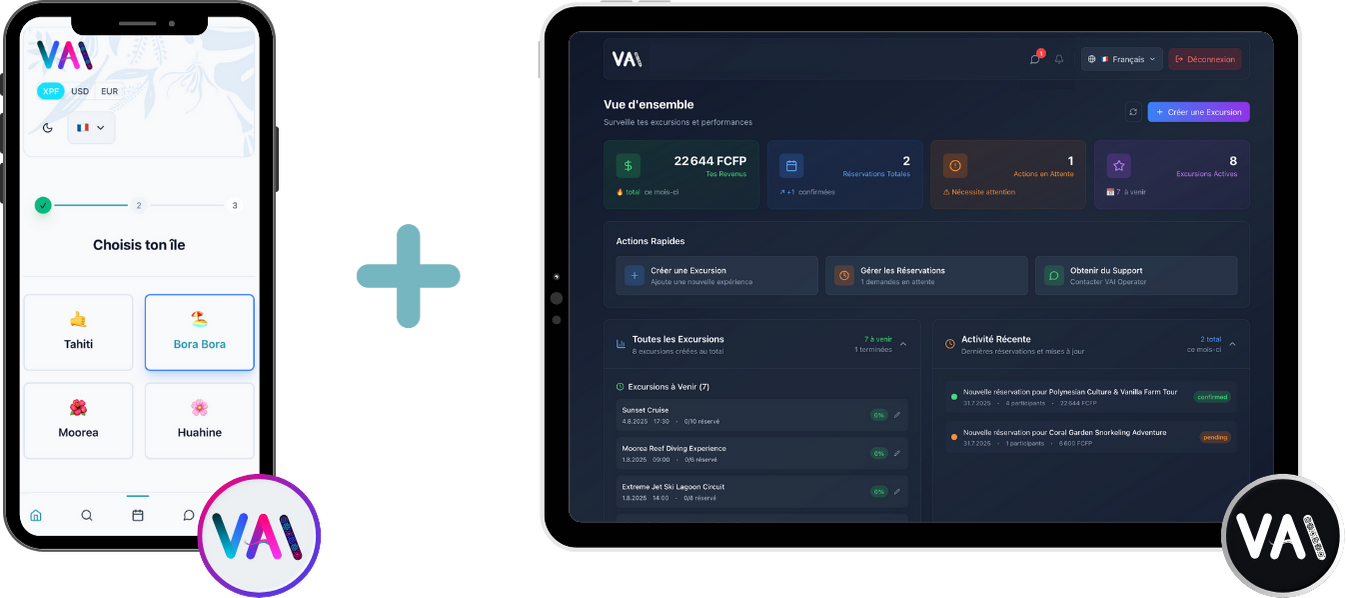 VAI
XPF USD EUR
2 3
Choisis ton île
Tahiti
Bora Bora
Moorea
Huahine
VAI
VAI
1
Français
Déconnexion
Vue d'ensemble
Surveille tes excursions et performances
+ Créer une Excursion
$
22 644 FCFP
Tes Revenus
total ce mois-ci
2
Réservations Totales
+1 confirmées
1
Actions en Attente
Nécessite attention
8
Excursions Actives
7 à venir
Actions Rapides
Créer une Excursion
Ajoute une nouvelle expérience
Gérer les Réservations
1 demandes en attente
Obtenir du Support
Contacter VAI Operator
Toutes les Excursions
8 excursions créées au total
7 à venir
1 terminées
Excursions à Venir (7)
Sunset Cruise
4.8.2025 • 17:30 • 0/10 réservé
0%
Moorea Reef Diving Experience
1.8.2025 • 09:00 • 0/6 réservé
0%
Extreme Jet Ski Lagoon Circuit
1.8.2025 • 14:00 • 0/8 réservé
0%
Activité Récente
Dernières réservations et mises à jour
2 total
ce mois-ci
Nouvelle réservation pour Polynesian Culture & Vanilla Farm Tour
31.7.2025 • 4 participants • 22 644 FCFP
confirmed
Nouvelle réservation pour Coral Garden Snorkeling Adventure
31.7.2025 • 1 participants • 6 600 FCFP
pending
VAI